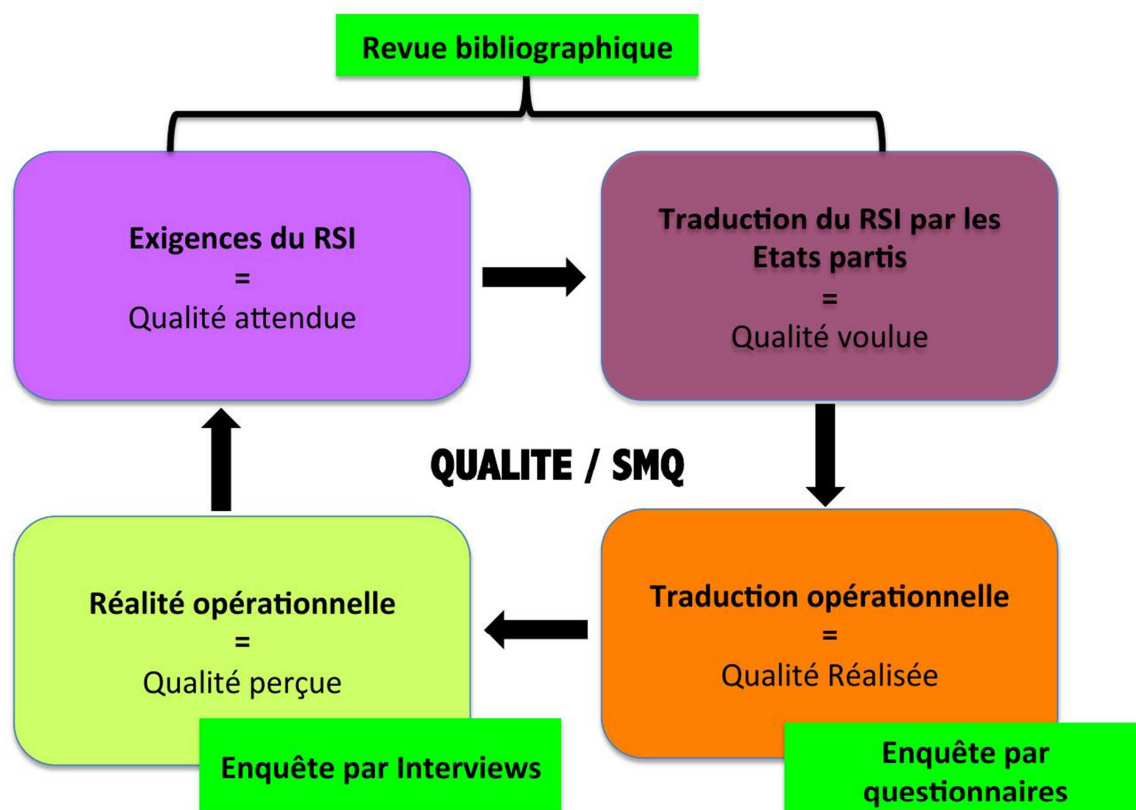 Revue bibliographique
Exigences du RSI
=
Qualité attendue
Traduction du RSI par les
Etats partis
=
Qualité voulue
QUALITE / SMQ
Réalité opérationnelle
=
Qualité perçue
Traduction opérationnelle
=
Qualité Réalisée
Enquête par Interviews
Enquête par
questionnaires